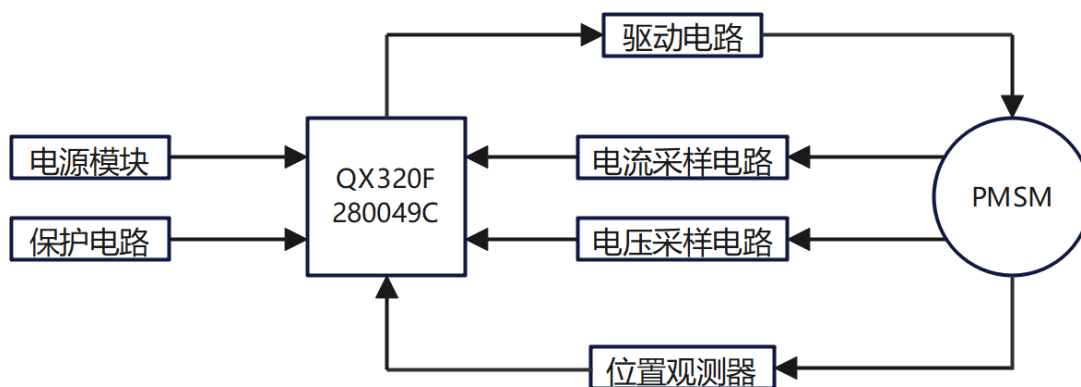 驱动电路
电源模块
QX320F
280049C
电流采样电路
PMSM
保护电路
电压采样电路
位置观测器